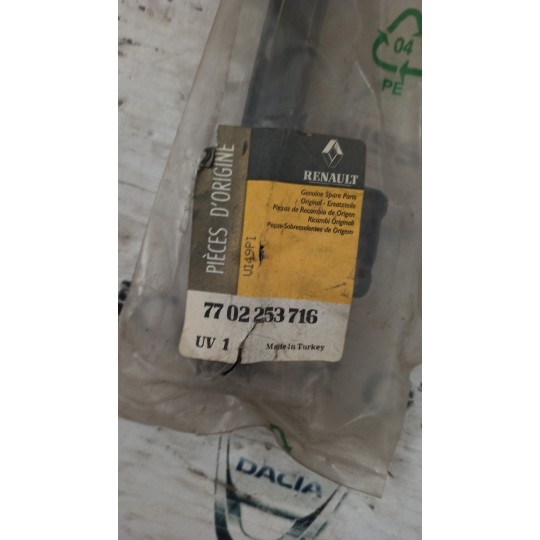 04
PE
RENAULT
PIÈCES D'ORIGINE
Genuine Spare Parts
Original - Ersatzteile
Piezas de Recambio de Origen
Ricambi Originali
Peças Sobresselentes de Origem
V149PI
77 02 253 716
UV 1
Made in Turkey
DACIA